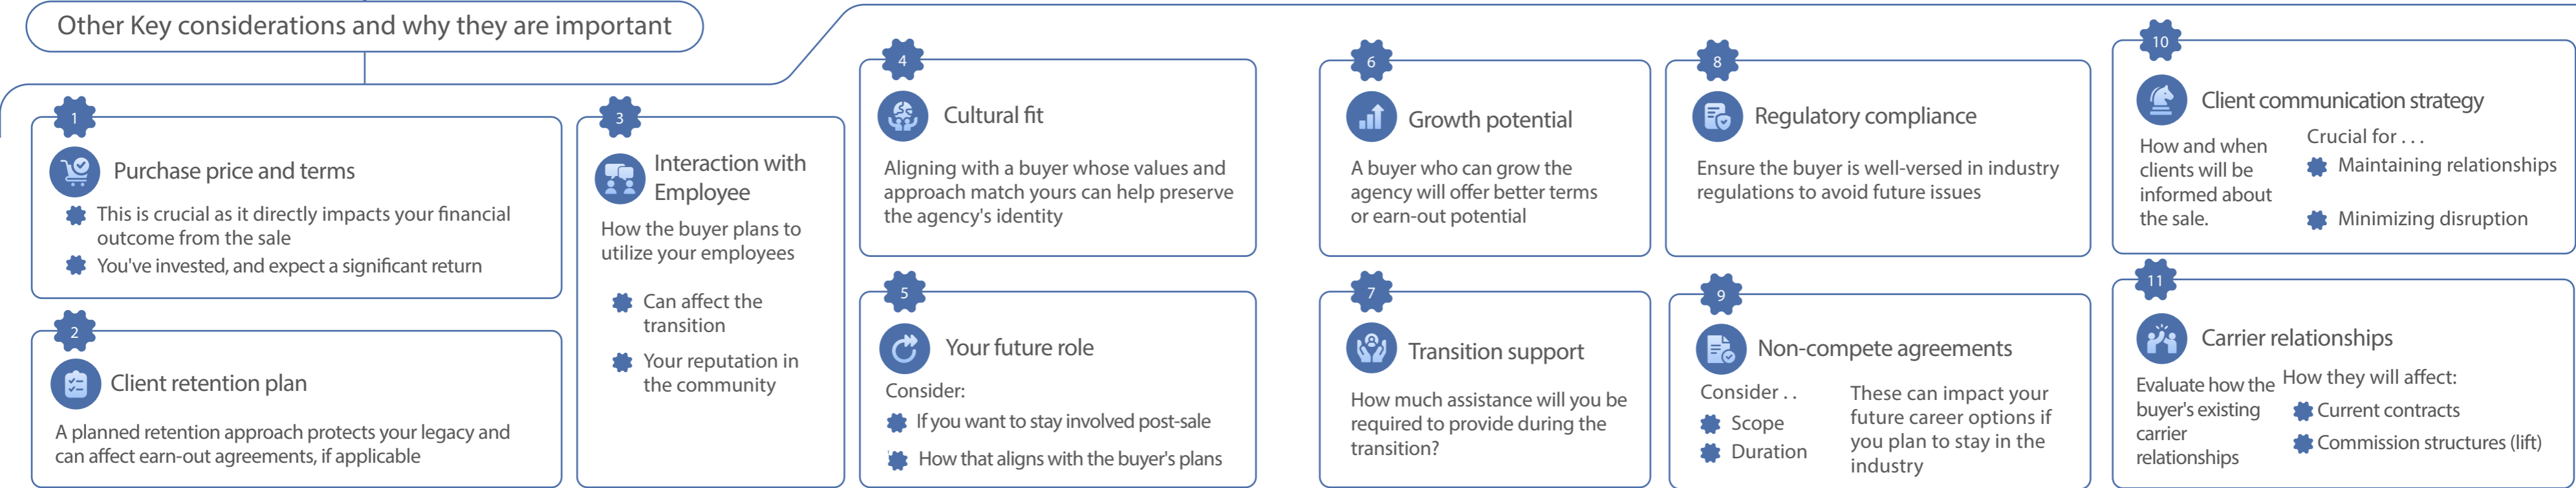 Other Key considerations and why they are important
1
Purchase price and terms
This is crucial as it directly impacts your financial
outcome from the sale
You've invested, and expect a significant return
2
Client retention plan
A planned retention approach protects your legacy and
can affect earn-out agreements, if applicable
3
Interaction with
Employee
How the buyer plans to
utilize your employees
Can affect the
transition
Your reputation in
the community
4
Cultural fit
Aligning with a buyer whose values and
approach match yours can help preserve
the agency's identity
5
Your future role
Consider:
If you want to stay involved post-sale
How that aligns with the buyer's plans
6
Growth potential
A buyer who can grow the
agency will offer better terms
or earn-out potential
7
Transition support
How much assistance will you be
required to provide during the
transition?
8
Regulatory compliance
Ensure the buyer is well-versed in industry
regulations to avoid future issues
9
Non-compete agreements
Consider . .
Scope
Duration
These can impact your
future career options if
you plan to stay in the
industry
10
Client communication strategy
How and when
clients will be
informed about
the sale.
Crucial for . . .
Maintaining relationships
Minimizing disruption
11
Carrier relationships
Evaluate how the
buyer's existing
carrier
relationships
How they will affect:
Current contracts
Commission structures (lift)